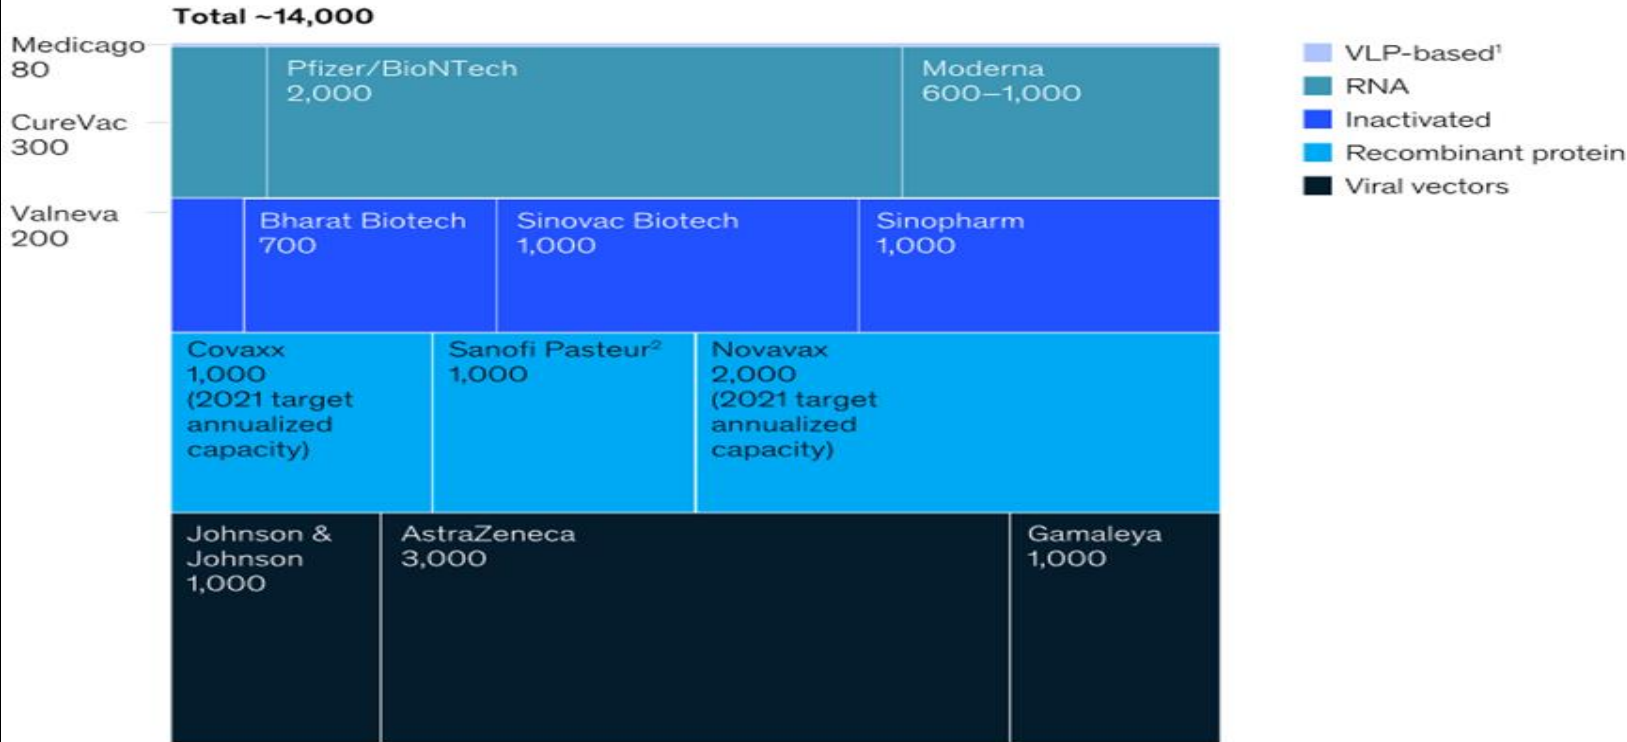 Total ~14,000
Medicago
80
CureVac
300
Valneva
200
Pfizer/BioNTech
2,000
Moderna
600–1,000
Bharat Biotech
700
Sinovac Biotech
1,000
Sinopharm
1,000
Covaxx
1,000
(2021 target
annualized
capacity)
Sanofi Pasteur²
1,000
Novavax
2,000
(2021 target
annualized
capacity)
Johnson &
Johnson
1,000
AstraZeneca
3,000
Gamaleya
1,000
VLP-based¹
RNA
Inactivated
Recombinant protein
Viral vectors